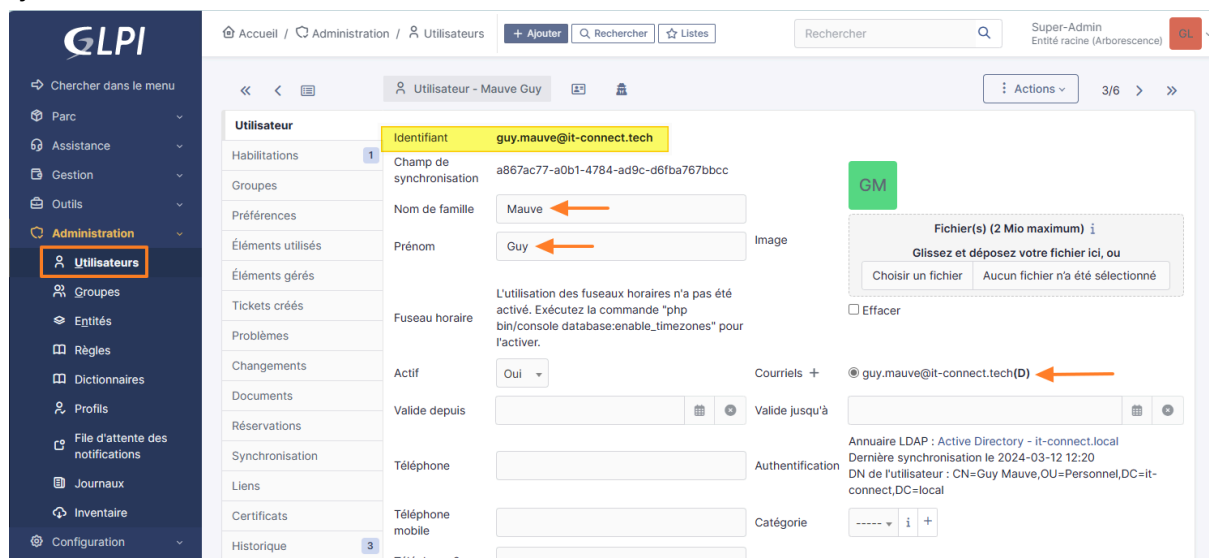 GLPI
Accueil / Administration / Utilisateurs
+ Ajouter
Rechercher
Listes
Rechercher
Super-Admin
Entité racine (Arborescence)
GL
Chercher dans le menu
Parc
Assistance
Gestion
Outils
Administration
Utilisateurs
Groupes
Entités
Règles
Dictionnaires
Profils
File d'attente des
notifications
Journaux
Inventaire
Configuration
Utilisateur - Mauve Guy
Actions
3/6
Utilisateur
Habilitations 1
Groupes
Préférences
Éléments utilisés
Éléments gérés
Tickets créés
Problèmes
Changements
Documents
Réservations
Synchronisation
Liens
Certificats
Historique 3
Identifiant guy.mauve@it-connect.tech
Champ de
synchronisation
a867ac77-a0b1-4784-ad9c-d6fba767bbcc
Nom de famille Mauve
Prénom Guy
Fuseau horaire
L'utilisation des fuseaux horaires n'a pas été
activé. Exécutez la commande "php
bin/console database:enable_timezones" pour
l'activer.
Actif Oui
Valide depuis
Téléphone
Téléphone
mobile
Image
GM
Fichier(s) (2 Mio maximum) i
Glissez et déposez votre fichier ici, ou
Choisir un fichier Aucun fichier n'a été sélectionné
Effacer
Courriels + guy.mauve@it-connect.tech(D)
Valide jusqu'à
Authentification
Annuaire LDAP : Active Directory - it-connect.local
Dernière synchronisation le 2024-03-12 12:20
DN de l'utilisateur : CN=Guy Mauve,OU=Personnel,DC=it-
connect,DC=local
Catégorie ----- i +